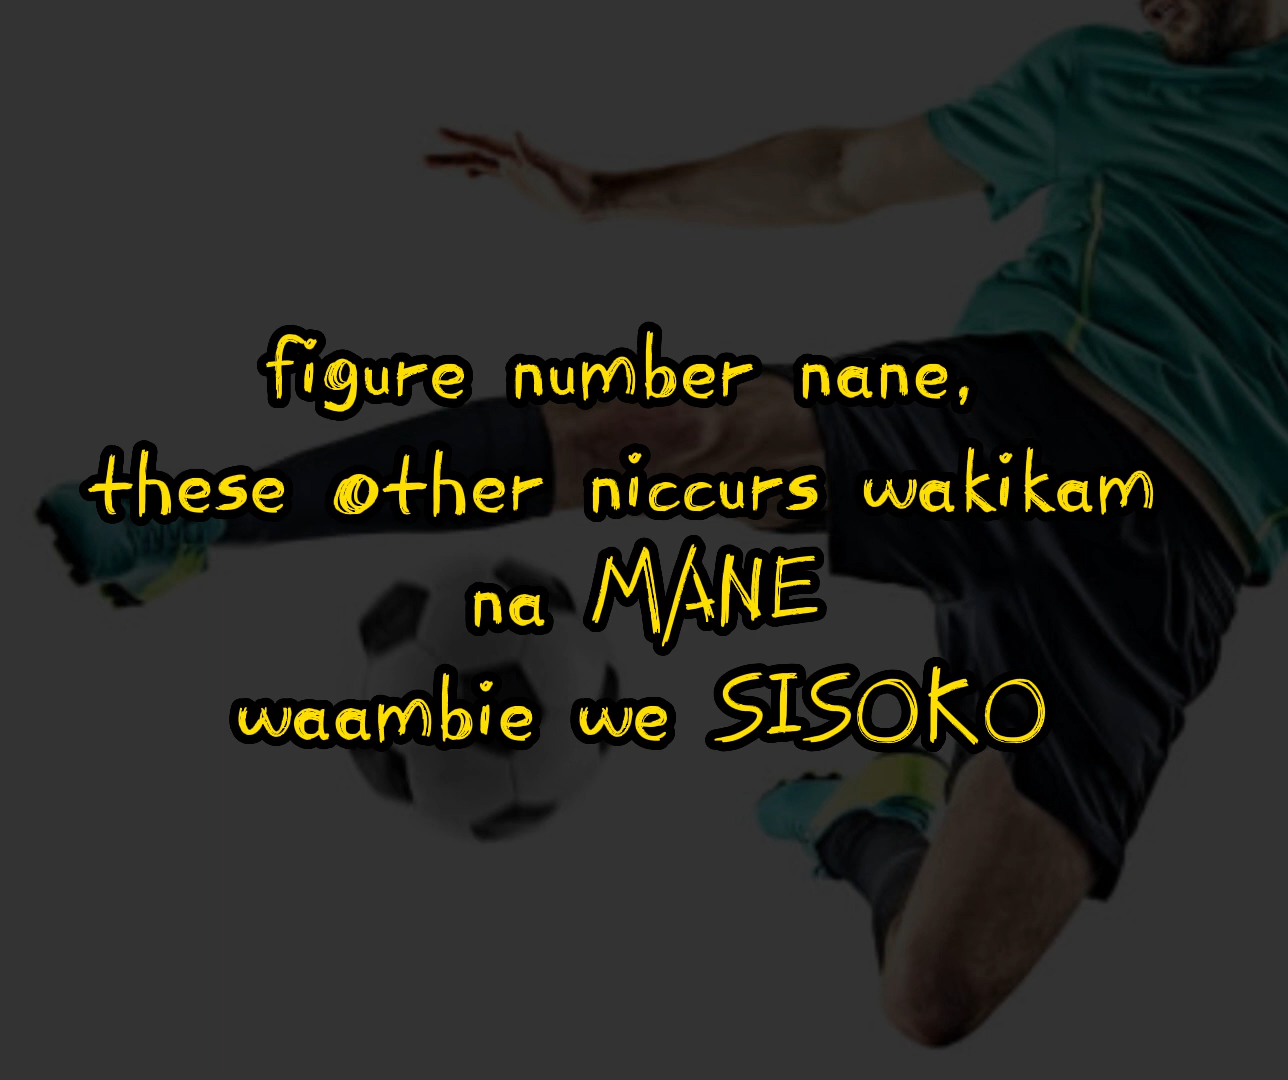 figure number nane,
these other niccurs wakikam
na MANE
waambie we SISOKO